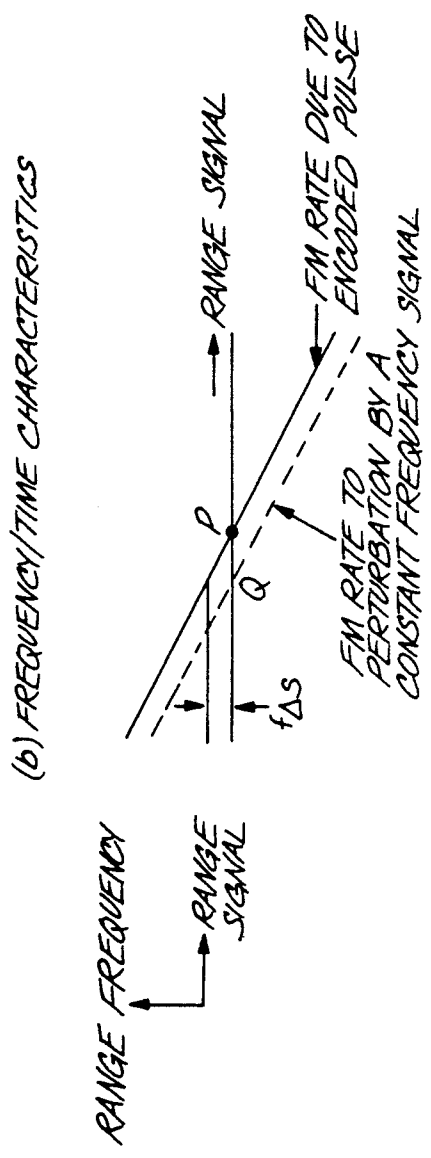 (b) FREQUENCY/TIME CHARACTERISTICS
RANGE FREQUENCY
RANGE
SIGNAL
fΔs
P
Q
RANGE SIGNAL
FM RATE DUE TO
ENCODED PULSE
FM RATE TO
PERTURBATION BY A
CONSTANT FREQUENCY SIGNAL